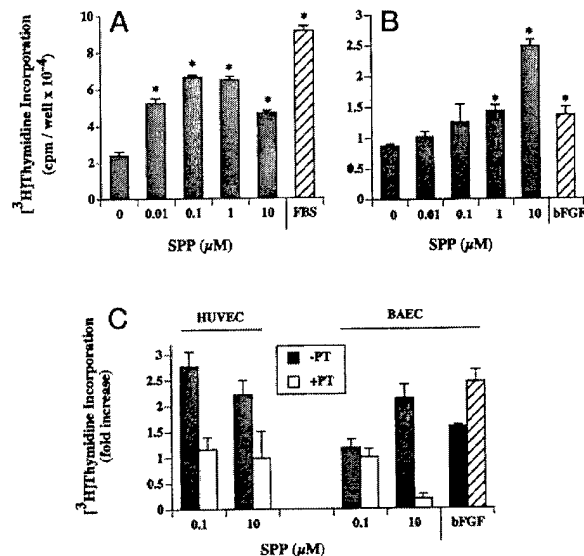 A
[³H]Thymidine Incorporation
(cpm / well x 10⁻⁴)
10
8
6
4
2
0
*
*
*
*
*
0
0.01
0.1
1
10
FBS
SPP (µM)
B
3
2.5
2
1.5
1
0.5
0
*
*
*
0
0.01
0.1
1
10
bFGF
SPP (µM)
C
HUVEC
BAEC
[³H]Thymidine Incorporation
(fold increase)
3
2.5
2
1.5
1
0.5
0
-PT
+PT
0.1
10
0.1
10
bFGF
SPP (µM)